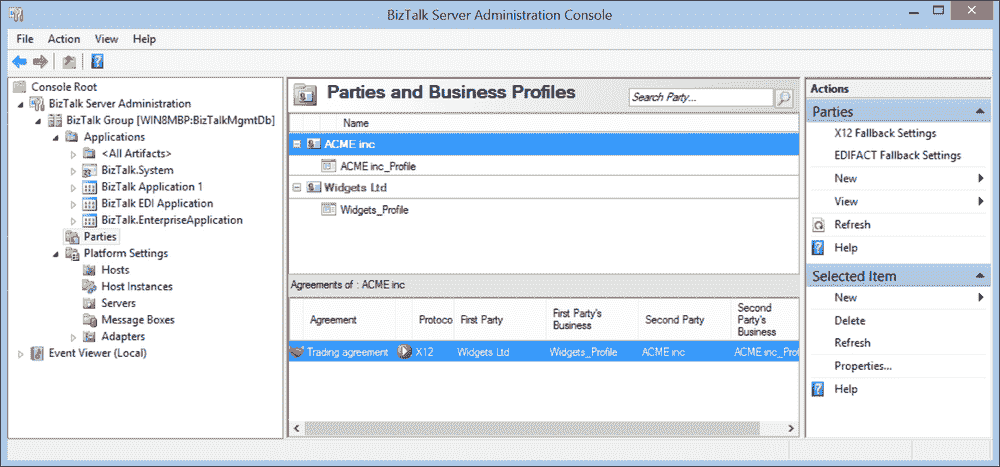 BizTalk Server Administration Console
File Action View Help
Console Root
BizTalk Server Administration
BizTalk Group [WIN8MBP:BizTalkMgmtDb]
Applications
<All Artifacts>
BizTalk.System
BizTalk Application 1
BizTalk EDI Application
BizTalk.EnterpriseApplication
Parties
Platform Settings
Hosts
Host Instances
Servers
Message Boxes
Adapters
Event Viewer (Local)
Parties and Business Profiles
Search Party...
Name
ACME inc
ACME inc_Profile
Widgets Ltd
Widgets_Profile
Agreements of : ACME inc
Agreement Protoco First Party First Party's Business Second Party Second Party's Business
Trading agreement X12 Widgets Ltd Widgets_Profile ACME inc ACME inc_Prof
Actions
Parties
X12 Fallback Settings
EDIFACT Fallback Settings
New
View
Refresh
Help
Selected Item
New
Delete
Refresh
Properties...
Help